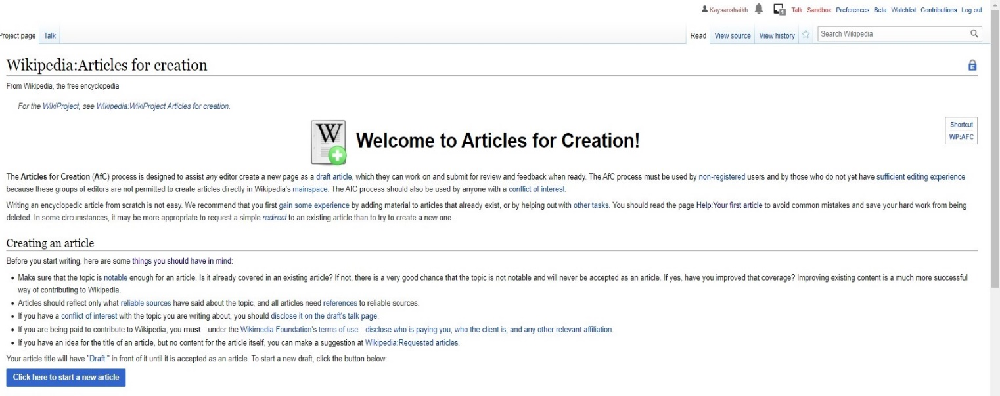 Kaysanshaikh 1 Talk Sandbox Preferences Beta Watchlist Contributions Log out
Project page Talk Read View source View history Search Wikipedia
Wikipedia:Articles for creation
From Wikipedia, the free encyclopedia
For the WikiProject, see Wikipedia:WikiProject Articles for creation.
W Welcome to Articles for Creation!
Shortcut
WP:AFC
The Articles for Creation (AfC) process is designed to assist any editor create a new page as a draft article, which they can work on and submit for review and feedback when ready. The AfC process must be used by non-registered users and by those who do not yet have sufficient editing experience
because these groups of editors are not permitted to create articles directly in Wikipedia's mainspace. The AfC process should also be used by anyone with a conflict of interest.
Writing an encyclopedic article from scratch is not easy. We recommend that you first gain some experience by adding material to articles that already exist, or by helping out with other tasks. You should read the page Help:Your first article to avoid common mistakes and save your hard work from being
deleted. In some circumstances, it may be more appropriate to request a simple redirect to an existing article than to try to create a new one.
Creating an article
Before you start writing, here are some things you should have in mind:
• Make sure that the topic is notable enough for an article. Is it already covered in an existing article? If not, there is a very good chance that the topic is not notable and will never be accepted as an article. If yes, have you improved that coverage? Improving existing content is a much more successful
way of contributing to Wikipedia.
• Articles should reflect only what reliable sources have said about the topic, and all articles need references to reliable sources.
• If you have a conflict of interest with the topic you are writing about, you should disclose it on the draft's talk page.
• If you are being paid to contribute to Wikipedia, you must—under the Wikimedia Foundation's terms of use—disclose who is paying you, who the client is, and any other relevant affiliation.
• If you have an idea for the title of an article, but no content for the article itself, you can make a suggestion at Wikipedia:Requested articles.
Your article title will have "Draft:" in front of it until it is accepted as an article. To start a new draft, click the button below:
Click here to start a new article